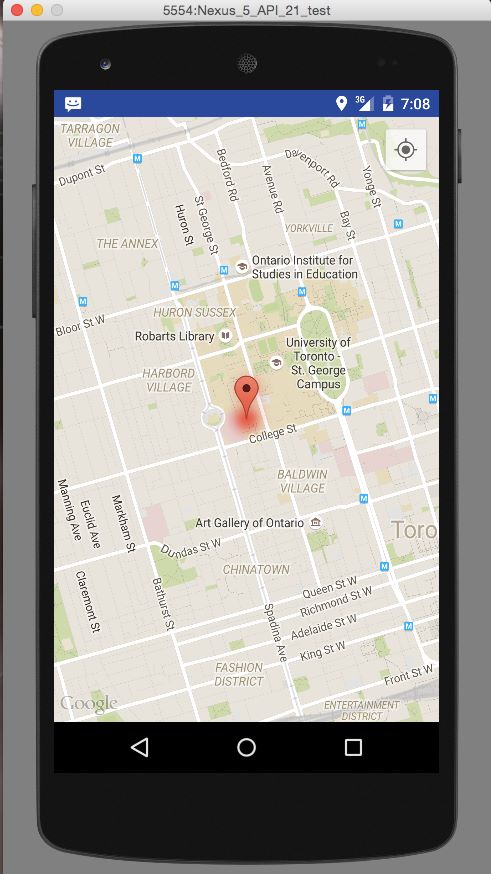 5554:Nexus_5_API_21_test
3G
7:08
TARRAGON
VILLAGE
Dupont St
Bedford Rd
Davenport Rd
Avenue Rd
Yonge St
Huron St
St George St
Bay St
YORKVILLE
THE ANNEX
Ontario Institute for
Studies in Education
Bloor St W
HURON SUSSEX
Robarts Library
University of
Toronto -
St. George
Campus
HARBORD
VILLAGE
College St
BALDWIN
VILLAGE
Manning Ave
Euclid Ave
Markham St
Art Gallery of Ontario
Toro
Dundas St W
CHINATOWN
Claremont St
Bathurst St
Queen St W
Richmond St W
Spadina Ave
Adelaide St W
King St W
FASHION
DISTRICT
Front St W
Google
ENTERTAINMENT
DISTRICT